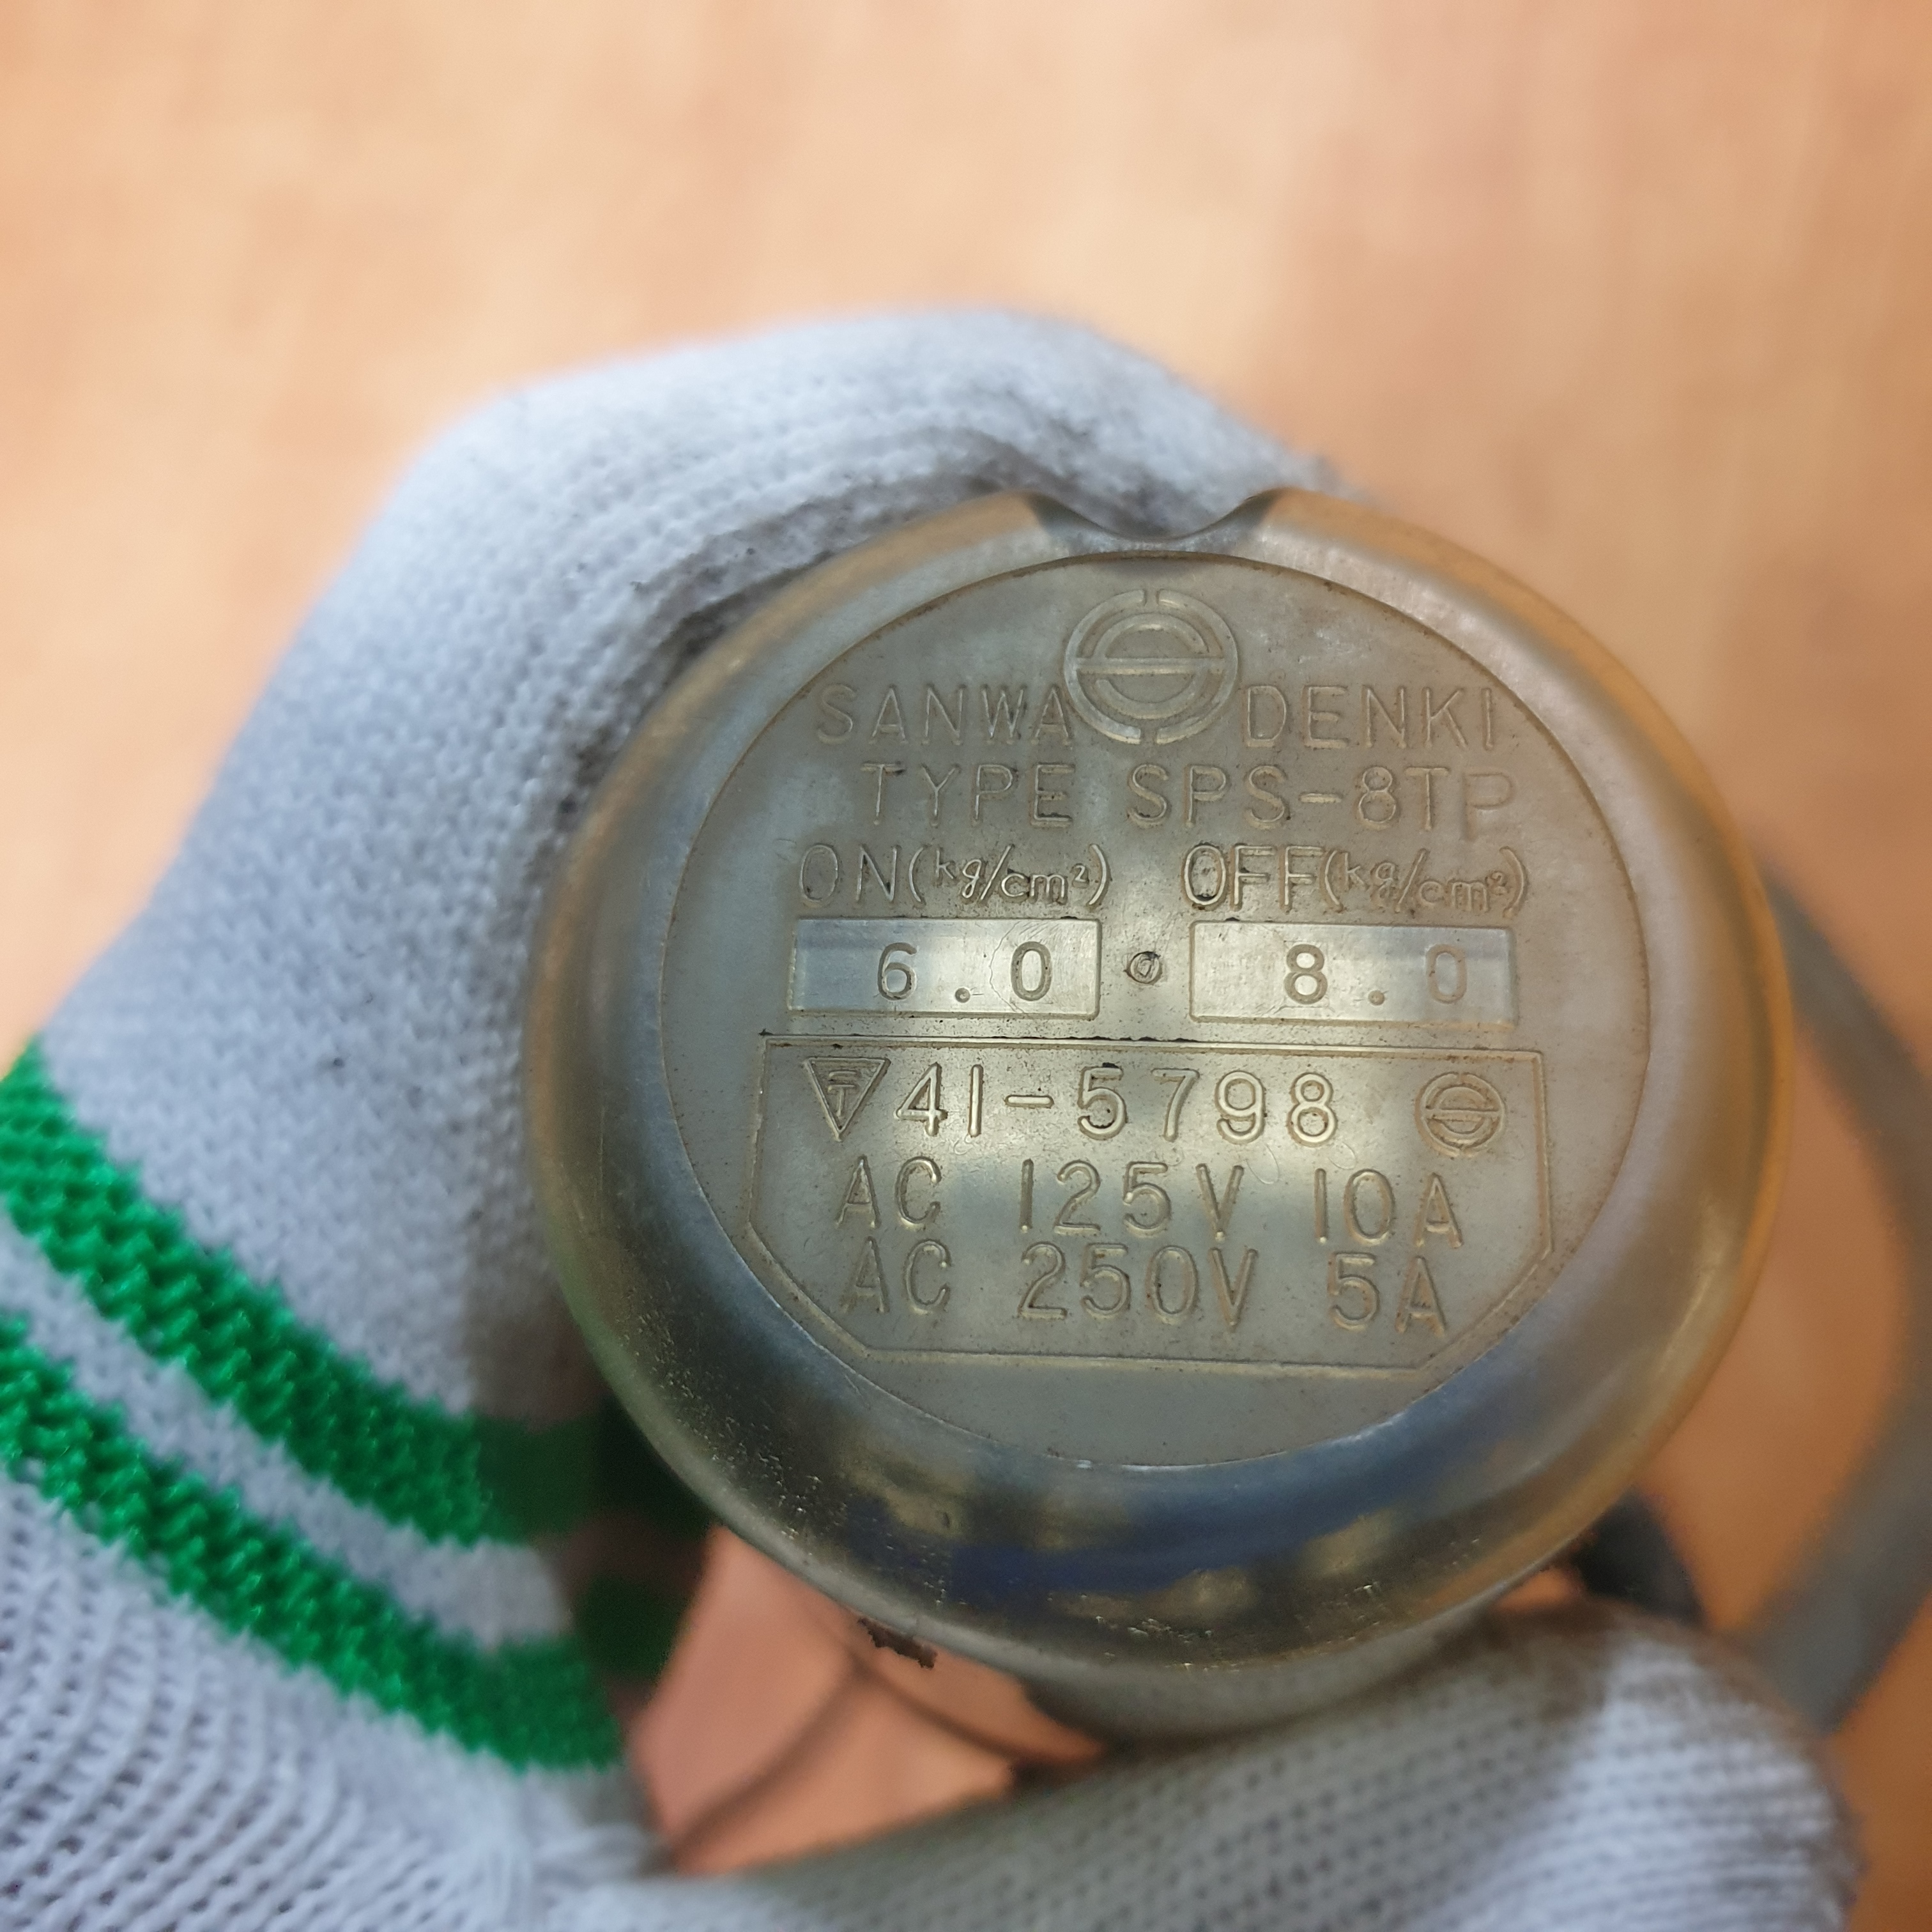 SANWA DENKI
TYPE SPS-8TP
ON(kg/cm²) OFF(kg/cm²)
6.0 8.0
T 41-5798
AC 125V 10A
AC 250V 5A